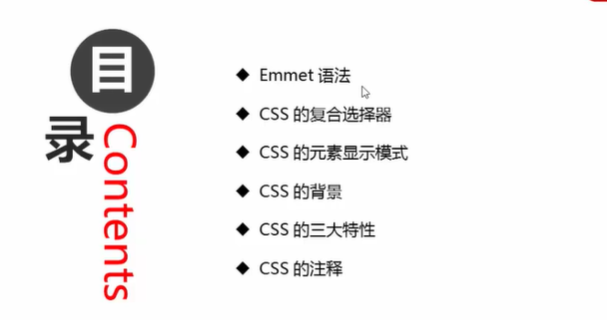 目
录
Contents
Emmet 语法
CSS 的复合选择器
CSS 的元素显示模式
CSS 的背景
CSS 的三大特性
CSS 的注释